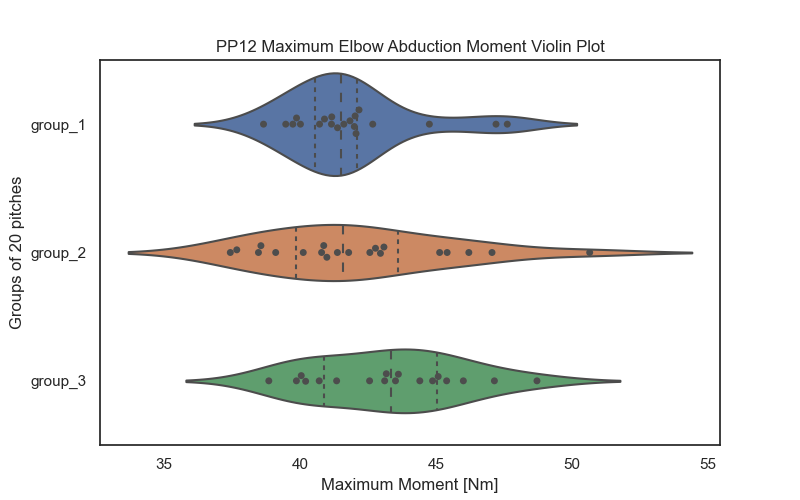 PP12 Maximum Elbow Abduction Moment Violin Plot
group_1
group_2
group_3
Groups of 20 pitches
35 40 45 50 55
Maximum Moment [Nm]